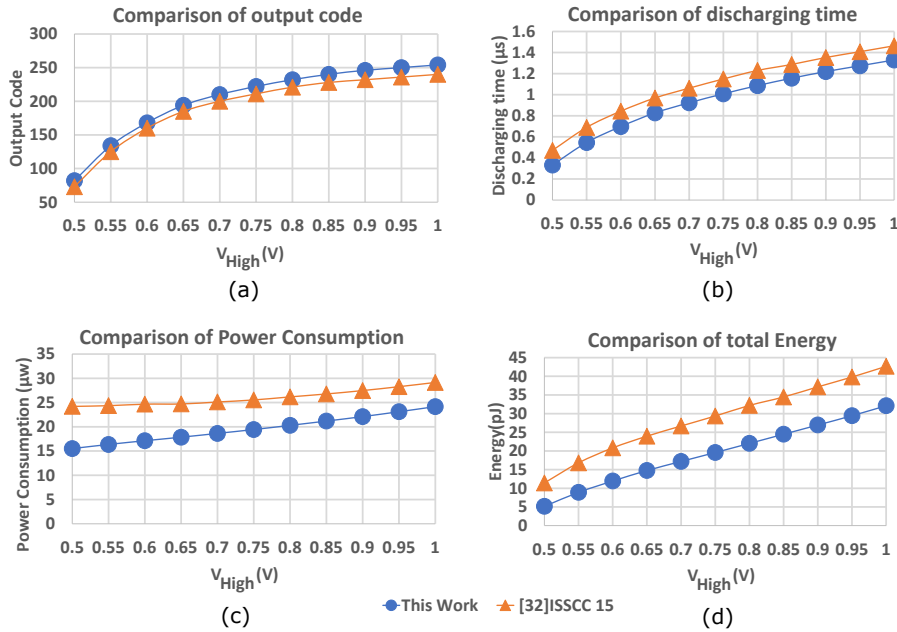 Comparison of output code
Output Code
300
250
200
150
100
50
0.5 0.55 0.6 0.65 0.7 0.75 0.8 0.85 0.9 0.95 1
VHigh(V)
(a)
Comparison of discharging time
Discharging time (µs)
1.6
1.4
1.2
1
0.8
0.6
0.4
0.2
0
0.5 0.55 0.6 0.65 0.7 0.75 0.8 0.85 0.9 0.95 1
VHigh(V)
(b)
Comparison of Power Consumption
Power Consumption (µw)
35
30
25
20
15
10
5
0
0.5 0.55 0.6 0.65 0.7 0.75 0.8 0.85 0.9 0.95 1
VHigh(V)
(c)
Comparison of total Energy
Energy(pJ)
45
40
35
30
25
20
15
10
5
0
0.5 0.55 0.6 0.65 0.7 0.75 0.8 0.85 0.9 0.95 1
VHigh(V)
(d)
This Work [32]ISSCC 15